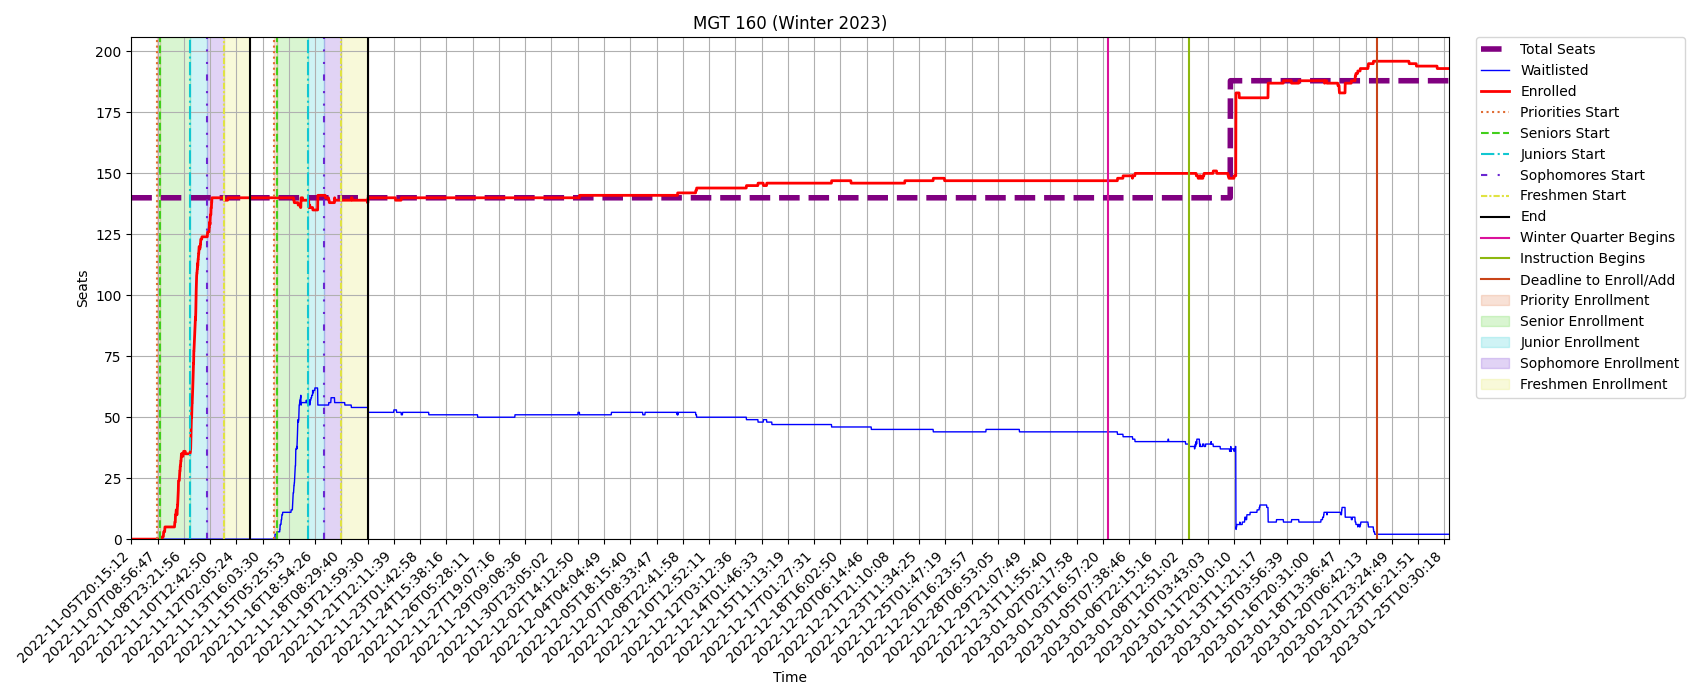 MGT 160 (Winter 2023)
Seats
200
175
150
125
100
75
50
25
0
2022-11-05T20:15:12
2022-11-07T08:56:47
2022-11-08T23:21:56
2022-11-10T12:42:50
2022-11-12T02:05:24
2022-11-13T16:03:30
2022-11-15T05:25:53
2022-11-16T18:54:26
2022-11-18T08:29:40
2022-11-19T21:59:30
2022-11-21T12:11:39
2022-11-23T01:42:58
2022-11-24T15:38:16
2022-11-26T05:28:11
2022-11-27T19:07:16
2022-11-29T09:08:36
2022-11-30T23:05:02
2022-12-02T14:12:50
2022-12-04T04:04:49
2022-12-05T18:15:40
2022-12-07T08:33:47
2022-12-08T22:41:58
2022-12-10T12:52:11
2022-12-12T03:12:36
2022-12-14T01:46:33
2022-12-15T11:13:19
2022-12-17T01:27:31
2022-12-18T16:02:50
2022-12-20T06:14:46
2022-12-21T21:10:08
2022-12-23T11:34:25
2022-12-25T01:47:19
2022-12-26T16:23:57
2022-12-28T06:53:05
2022-12-29T21:07:49
2022-12-31T11:55:40
2023-01-02T02:17:58
2023-01-03T16:57:20
2023-01-05T07:38:46
2023-01-06T22:15:16
2023-01-08T12:51:02
2023-01-10T03:43:03
2023-01-11T20:10:10
2023-01-13T11:21:17
2023-01-15T03:56:39
2023-01-16T20:31:00
2023-01-18T13:36:47
2023-01-20T06:42:13
2023-01-21T23:24:49
2023-01-23T16:21:51
2023-01-25T10:30:18
Time
Total Seats
Waitlisted
Enrolled
Priorities Start
Seniors Start
Juniors Start
Sophomores Start
Freshmen Start
End
Winter Quarter Begins
Instruction Begins
Deadline to Enroll/Add
Priority Enrollment
Senior Enrollment
Junior Enrollment
Sophomore Enrollment
Freshmen Enrollment